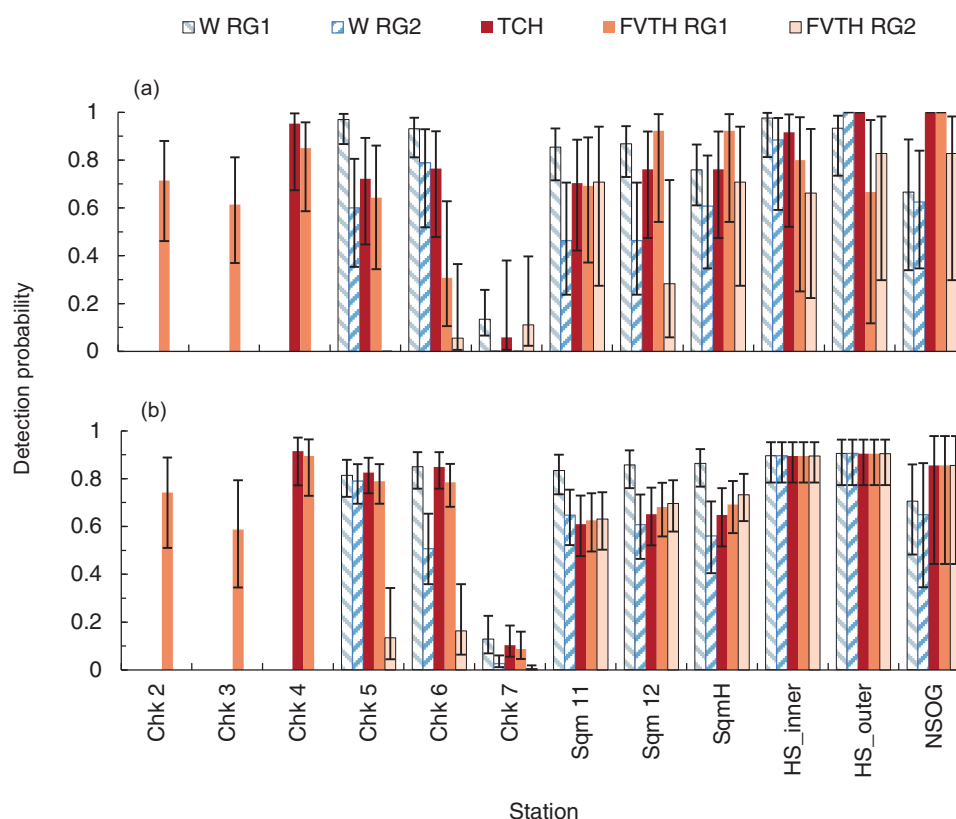 W RG1 W RG2 TCH FVTH RG1 FVTH RG2
(a)
1
0.8
0.6
0.4
0.2
0
(b)
1
0.8
0.6
0.4
0.2
0
Detection probability
Chk 2 Chk 3 Chk 4 Chk 5 Chk 6 Chk 7 Sqm 11 Sqm 12 SqmH HS_inner HS_outer NSOG
Station